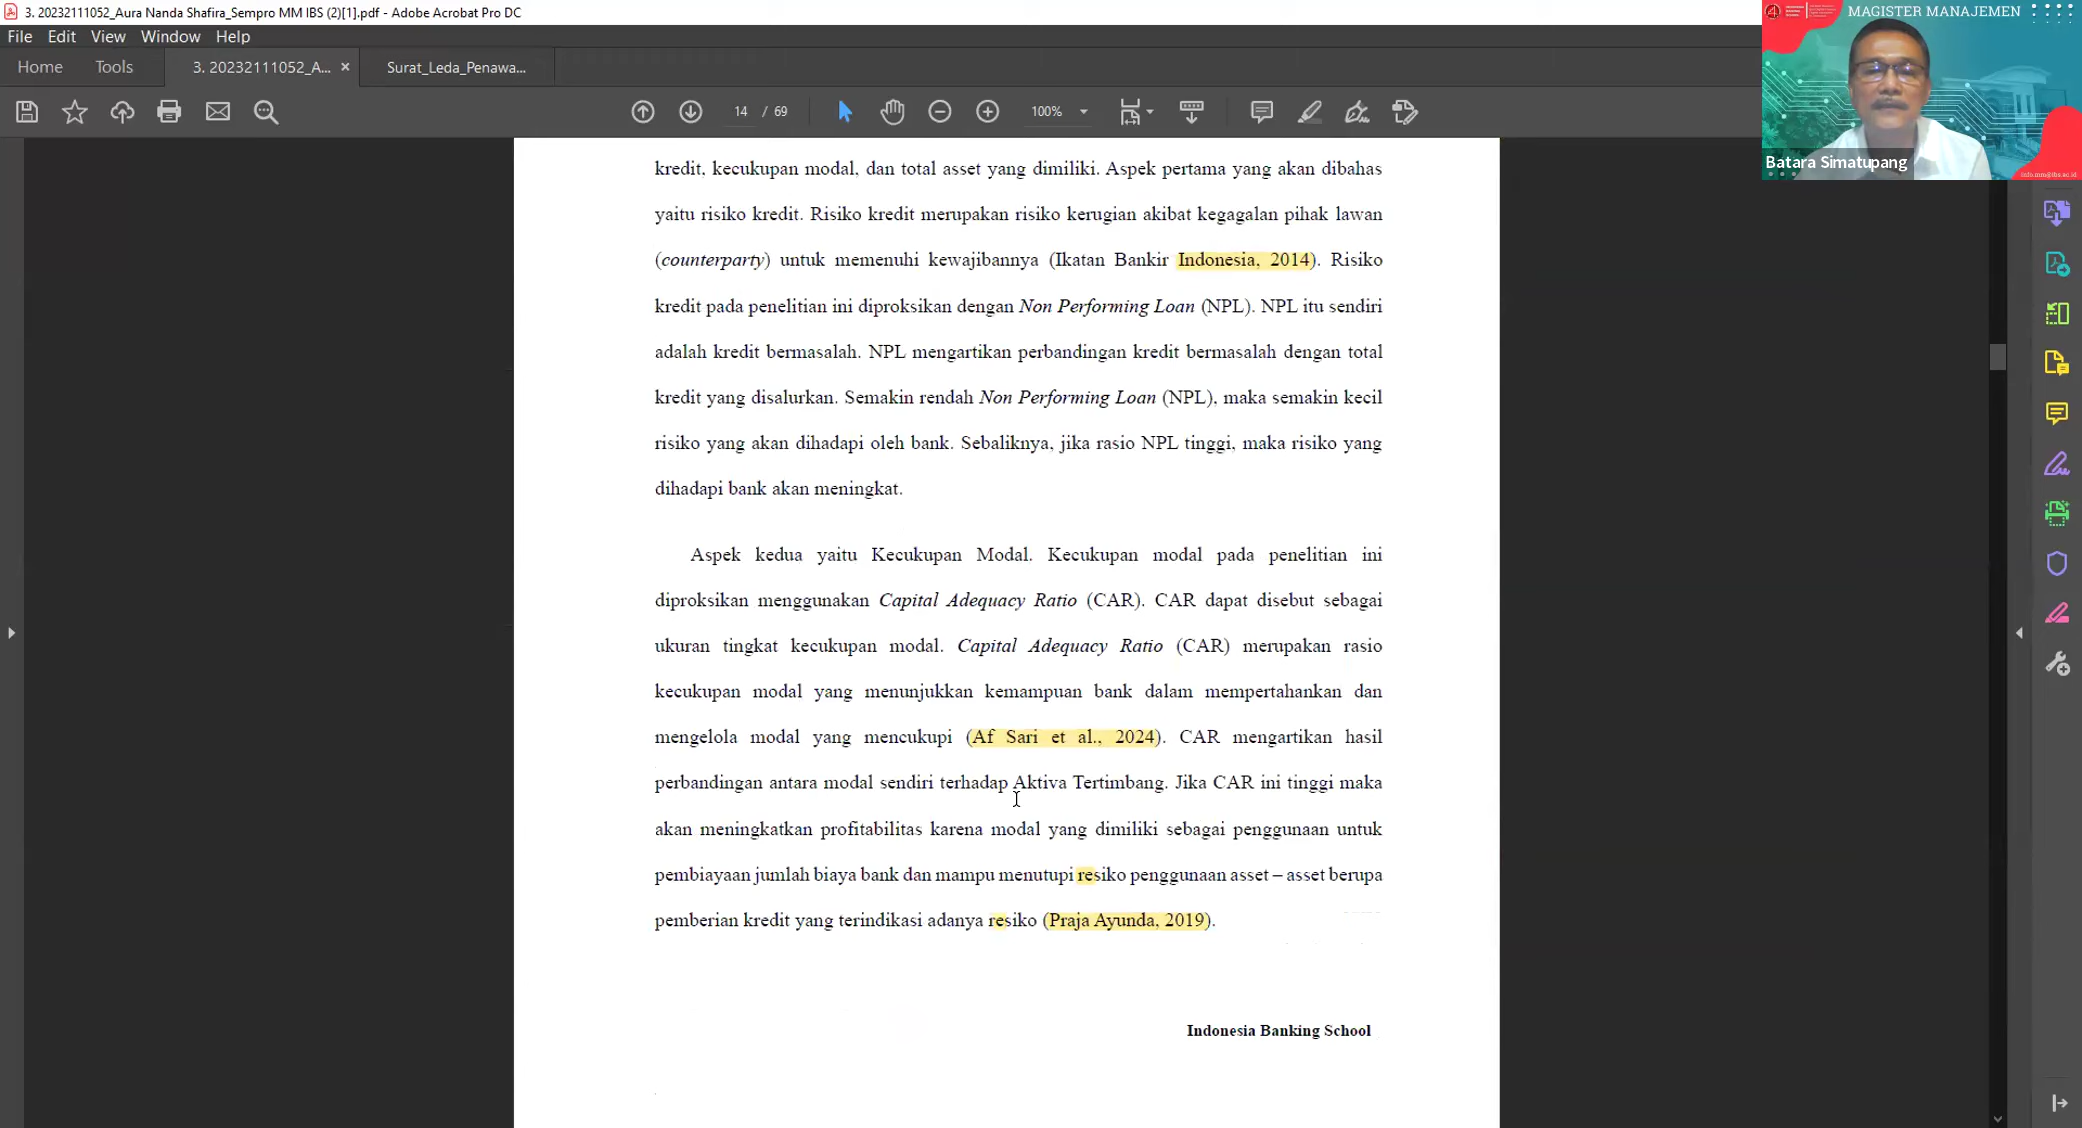 3. 20232111052_Aura Nanda Shafira_Sempro MM IBS (2)[1].pdf - Adobe Acrobat Pro DC
File Edit View Window Help
Home Tools 3. 20232111052_A... × Surat_Leda_Penawa...
14 / 69 100%
MAGISTER MANAJEMEN
Batara Simatupang
info.mm@ibs.ac.id
kredit, kecukupan modal, dan total asset yang dimiliki. Aspek pertama yang akan dibahas
yaitu risiko kredit. Risiko kredit merupakan risiko kerugian akibat kegagalan pihak lawan
(counterparty) untuk memenuhi kewajibannya (Ikatan Bankir Indonesia, 2014). Risiko
kredit pada penelitian ini diproksikan dengan Non Performing Loan (NPL). NPL itu sendiri
adalah kredit bermasalah. NPL mengartikan perbandingan kredit bermasalah dengan total
kredit yang disalurkan. Semakin rendah Non Performing Loan (NPL), maka semakin kecil
risiko yang akan dihadapi oleh bank. Sebaliknya, jika rasio NPL tinggi, maka risiko yang
dihadapi bank akan meningkat.
Aspek kedua yaitu Kecukupan Modal. Kecukupan modal pada penelitian ini
diproksikan menggunakan Capital Adequacy Ratio (CAR). CAR dapat disebut sebagai
ukuran tingkat kecukupan modal. Capital Adequacy Ratio (CAR) merupakan rasio
kecukupan modal yang menunjukkan kemampuan bank dalam mempertahankan dan
mengelola modal yang mencukupi (Af Sari et al., 2024). CAR mengartikan hasil
perbandingan antara modal sendiri terhadap Aktiva Tertimbang. Jika CAR ini tinggi maka
akan meningkatkan profitabilitas karena modal yang dimiliki sebagai penggunaan untuk
pembiayaan jumlah biaya bank dan mampu menutupi resiko penggunaan asset – asset berupa
pemberian kredit yang terindikasi adanya resiko (Praja Ayunda, 2019).
Indonesia Banking School